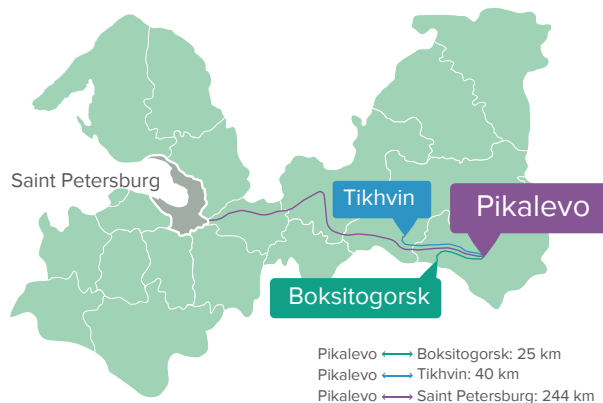 Saint Petersburg
Tikhvin
Pikalevo
Boksitogorsk
Pikalevo ⟷ Boksitogorsk: 25 km
Pikalevo ⟷ Tikhvin: 40 km
Pikalevo ⟷ Saint Petersburg: 244 km